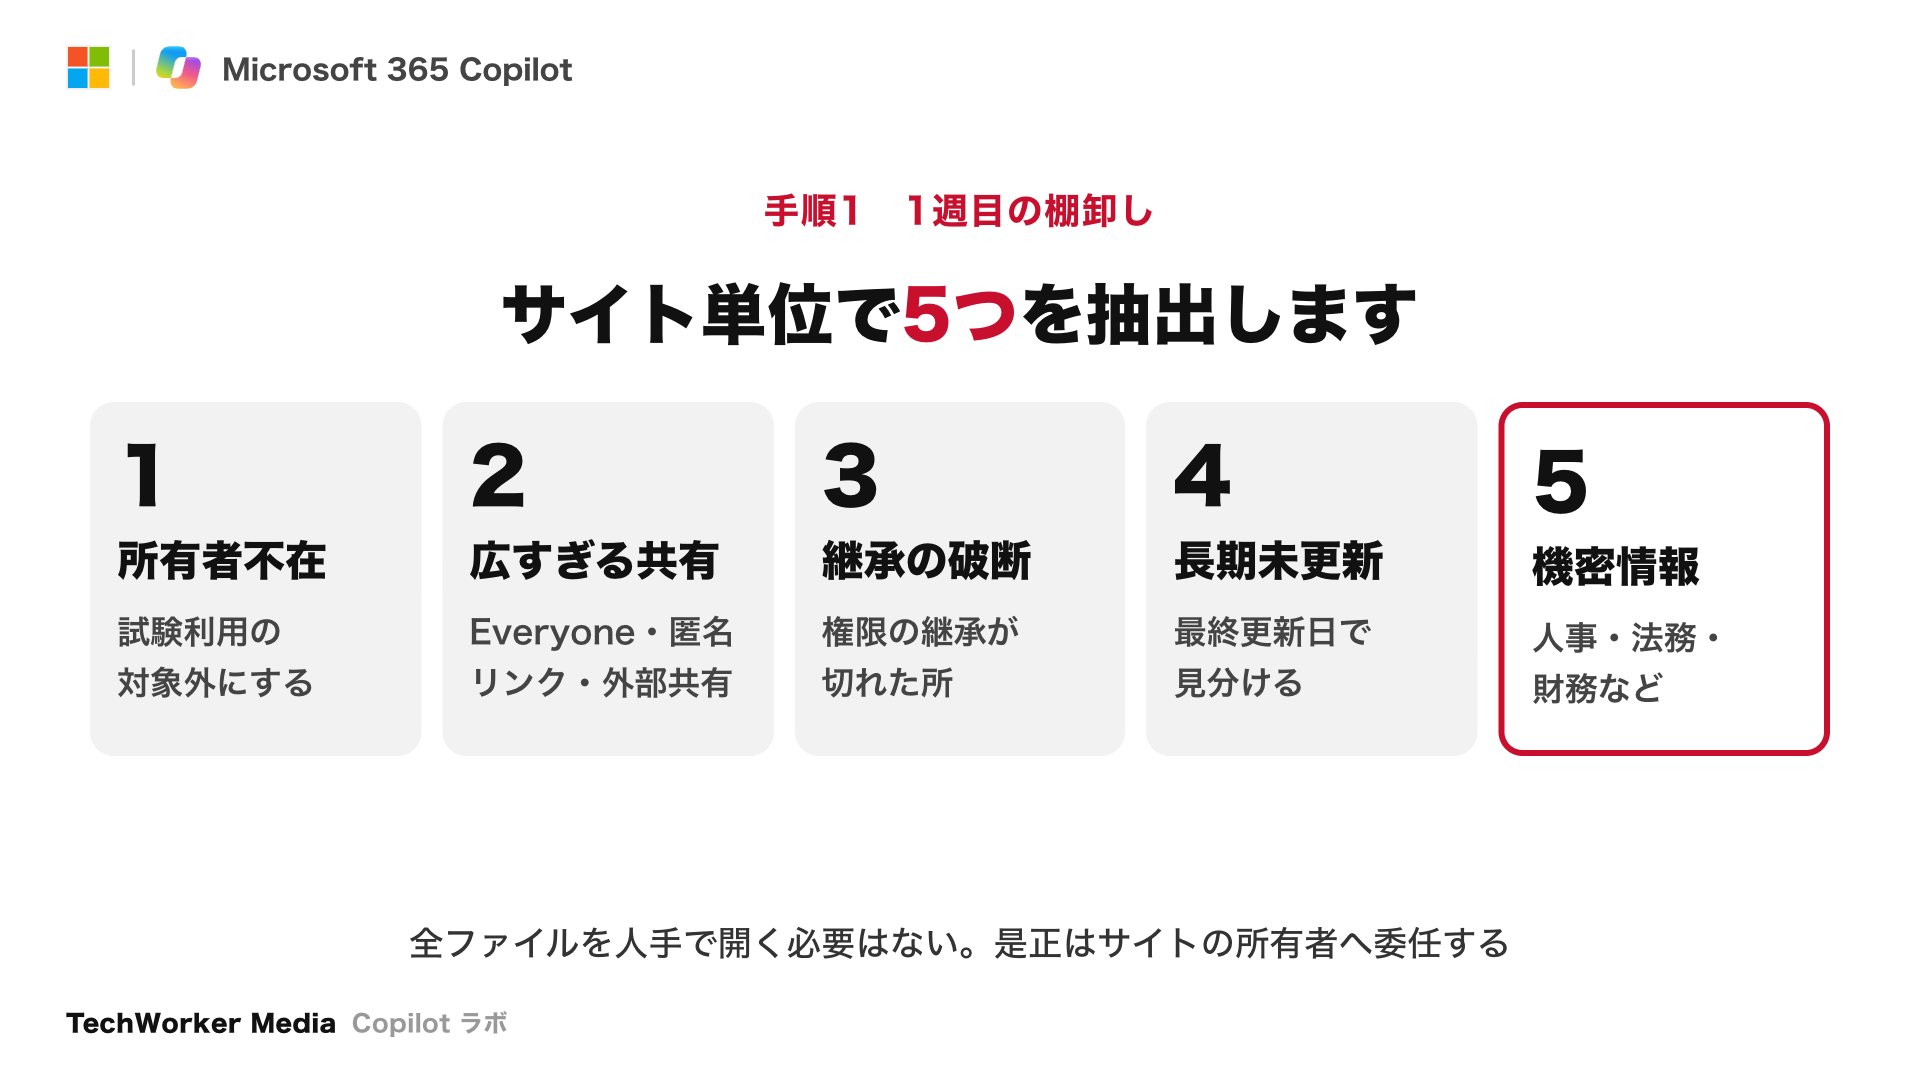 Microsoft 365 Copilot
手順1　1週目の棚卸し
サイト単位で5つを抽出します
1
所有者不在
試験利用の
対象外にする
2
広すぎる共有
Everyone・匿名
リンク・外部共有
3
継承の破断
権限の継承が
切れた所
4
長期未更新
最終更新日で
見分ける
5
機密情報
人事・法務・
財務など
全ファイルを人手で開く必要はない。是正はサイトの所有者へ委任する
TechWorker Media Copilot ラボ